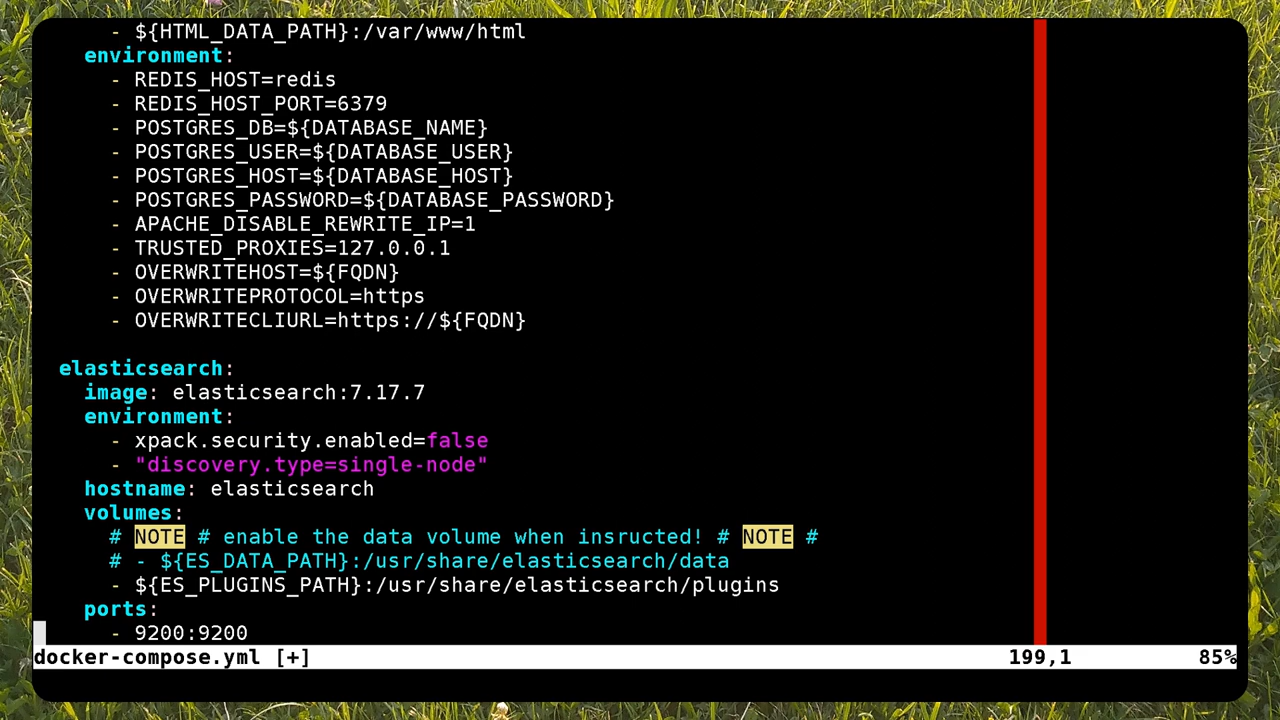 - ${HTML_DATA_PATH}:/var/www/html
environment:
- REDIS_HOST=redis
- REDIS_HOST_PORT=6379
- POSTGRES_DB=${DATABASE_NAME}
- POSTGRES_USER=${DATABASE_USER}
- POSTGRES_HOST=${DATABASE_HOST}
- POSTGRES_PASSWORD=${DATABASE_PASSWORD}
- APACHE_DISABLE_REWRITE_IP=1
- TRUSTED_PROXIES=127.0.0.1
- OVERWRITEHOST=${FQDN}
- OVERWRITEPROTOCOL=https
- OVERWRITECLIURL=https://${FQDN}
elasticsearch:
image: elasticsearch:7.17.7
environment:
- xpack.security.enabled=false
- "discovery.type=single-node"
hostname: elasticsearch
volumes:
# NOTE # enable the data volume when insructed! # NOTE #
# - ${ES_DATA_PATH}:/usr/share/elasticsearch/data
- ${ES_PLUGINS_PATH}:/usr/share/elasticsearch/plugins
ports:
- 9200:9200
docker-compose.yml [+] 199,1 85%